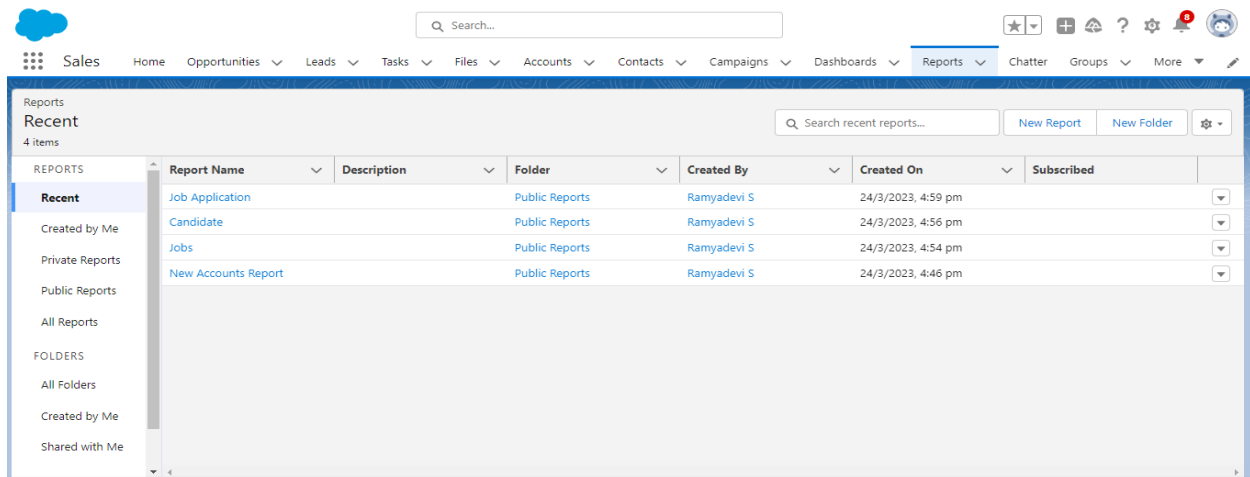 Search...
8
Sales Home Opportunities Leads Tasks Files Accounts Contacts Campaigns Dashboards Reports Chatter Groups More
Reports
Recent
4 items
Search recent reports...
New Report
New Folder
REPORTS
Recent
Created by Me
Private Reports
Public Reports
All Reports
FOLDERS
All Folders
Created by Me
Shared with Me
Report Name Description Folder Created By Created On Subscribed
Job Application Public Reports Ramyadevi S 24/3/2023, 4:59 pm
Candidate Public Reports Ramyadevi S 24/3/2023, 4:56 pm
Jobs Public Reports Ramyadevi S 24/3/2023, 4:54 pm
New Accounts Report Public Reports Ramyadevi S 24/3/2023, 4:46 pm